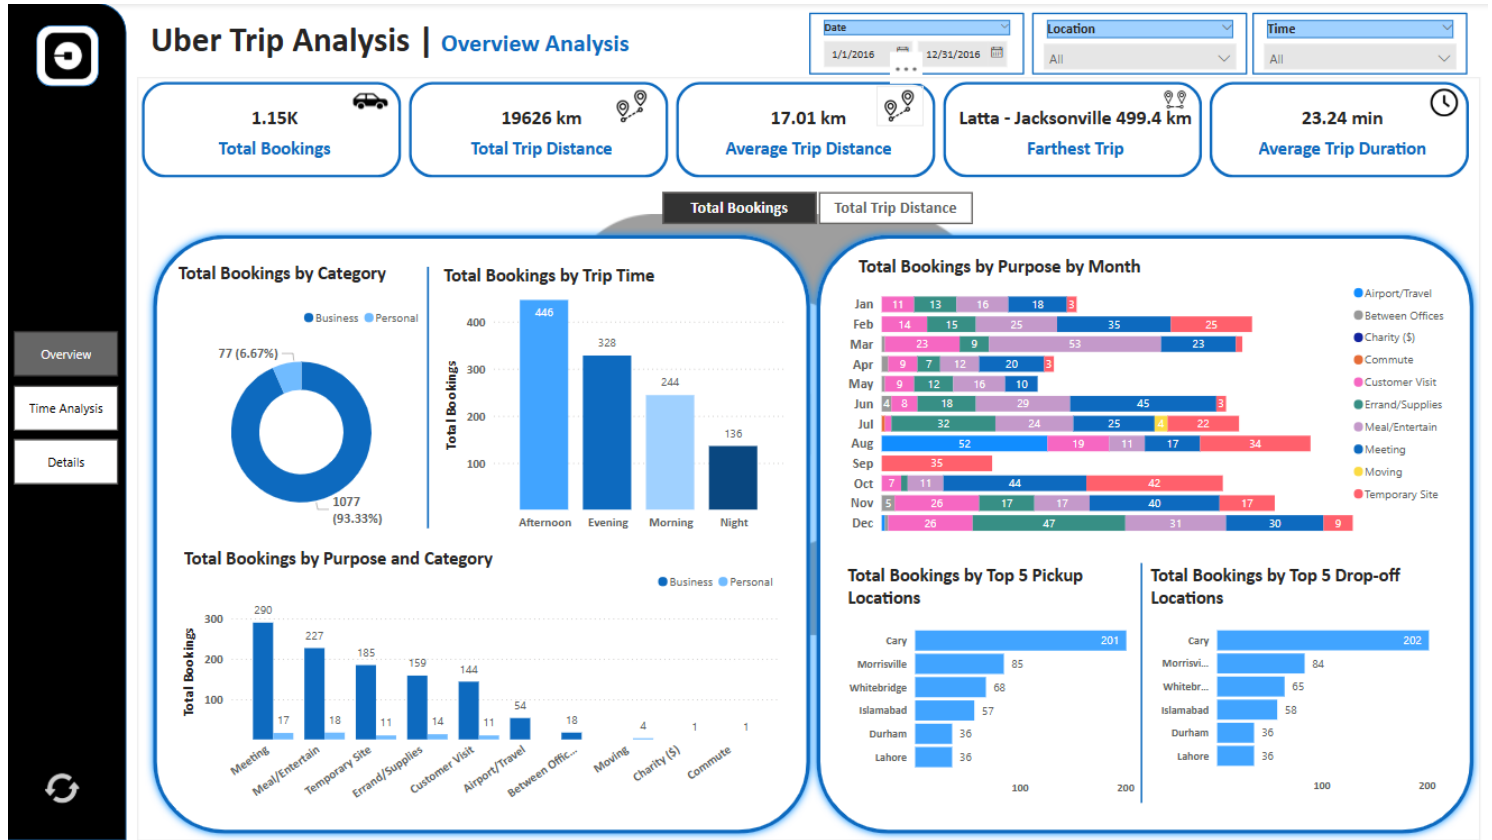 Uber Trip Analysis | Overview Analysis
Date
1/1/2016
12/31/2016
Location
All
Time
All
1.15K
Total Bookings
19626 km
Total Trip Distance
17.01 km
Average Trip Distance
Latta - Jacksonville 499.4 km
Farthest Trip
23.24 min
Average Trip Duration
Total Bookings
Total Trip Distance
Overview
Time Analysis
Details
Total Bookings by Category
Business
Personal
77 (6.67%)
1077
(93.33%)
Total Bookings by Trip Time
Total Bookings
400
300
200
100
446
328
244
136
Afternoon
Evening
Morning
Night
Total Bookings by Purpose and Category
Business
Personal
Total Bookings
300
200
100
290
17
227
18
185
11
159
14
144
11
54
18
4
1
1
Meeting
Meal/Entertain
Temporary Site
Errand/Supplies
Customer Visit
Airport/Travel
Between Offic...
Moving
Charity ($)
Commute
Total Bookings by Purpose by Month
Jan 11 13 16 18 3
Feb 14 15 25 35 25
Mar 23 9 53 23
Apr 9 7 12 20 3
May 9 12 16 10
Jun 4 8 18 29 45 3
Jul 32 24 25 4 22
Aug 52 19 11 17 34
Sep 35
Oct 7 11 44 42
Nov 5 26 17 17 40 17
Dec 26 47 31 30 9
Airport/Travel
Between Offices
Charity ($)
Commute
Customer Visit
Errand/Supplies
Meal/Entertain
Meeting
Moving
Temporary Site
Total Bookings by Top 5 Pickup
Locations
Cary 201
Morrisville 85
Whitebridge 68
Islamabad 57
Durham 36
Lahore 36
100
200
Total Bookings by Top 5 Drop-off
Locations
Cary 202
Morrisvi... 84
Whitebr... 65
Islamabad 58
Durham 36
Lahore 36
100
200